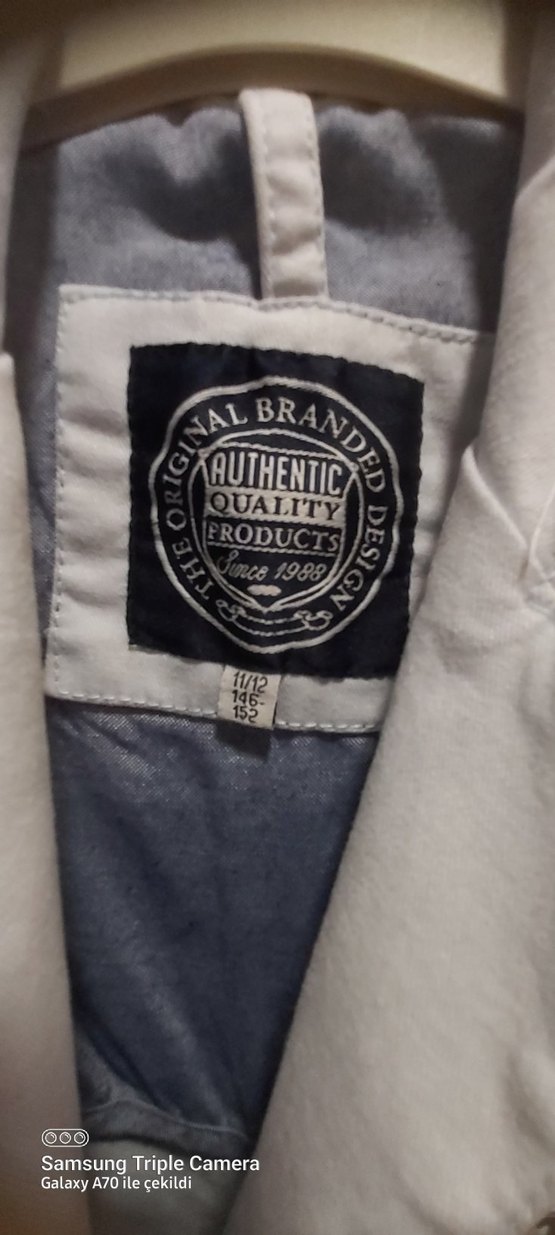 THE ORIGINAL BRANDED DESIGN
AUTHENTIC
QUALITY
PRODUCTS
Since 1988
11/12
146-
152
Samsung Triple Camera
Galaxy A70 ile çekildi